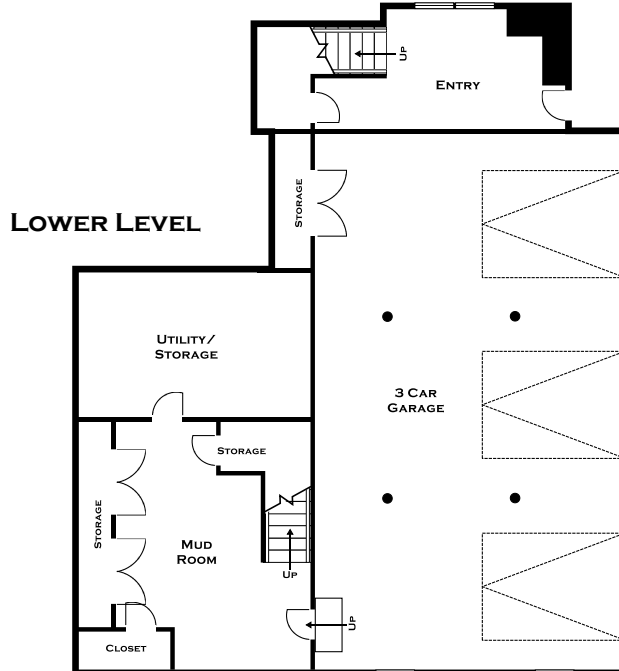 UP
ENTRY
STORAGE
LOWER LEVEL
UTILITY/
STORAGE
3 CAR
GARAGE
STORAGE
STORAGE
MUD
ROOM
UP
UP
CLOSET